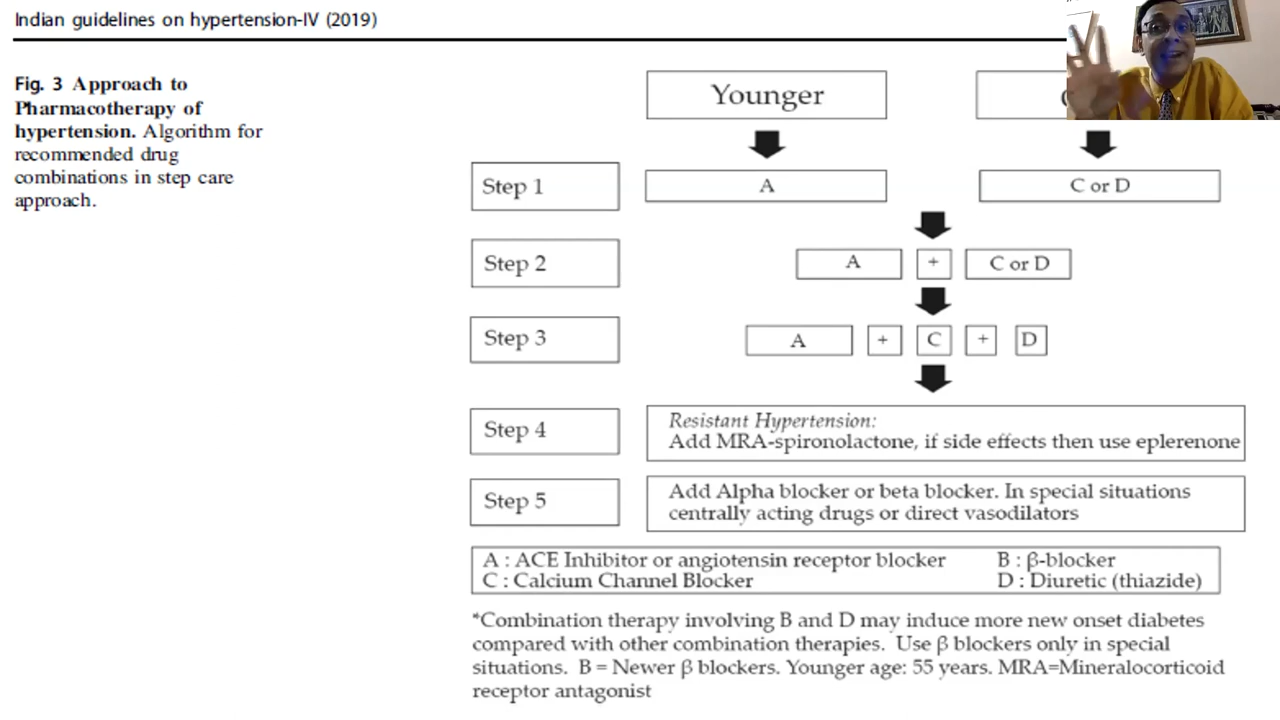 Indian guidelines on hypertension-IV (2019)
Fig. 3 Approach to
Pharmacotherapy of
hypertension. Algorithm for
recommended drug
combinations in step care
approach.
Younger
Step 1
A
C or D
Step 2
A
+
C or D
Step 3
A
+
C
+
D
Step 4
Resistant Hypertension:
Add MRA-spironolactone, if side effects then use eplerenone
Step 5
Add Alpha blocker or beta blocker. In special situations
centrally acting drugs or direct vasodilators
A : ACE Inhibitor or angiotensin receptor blocker
B : β-blocker
C : Calcium Channel Blocker
D : Diuretic (thiazide)
*Combination therapy involving B and D may induce more new onset diabetes
compared with other combination therapies. Use β blockers only in special
situations. B = Newer β blockers. Younger age: 55 years. MRA=Mineralocorticoid
receptor antagonist